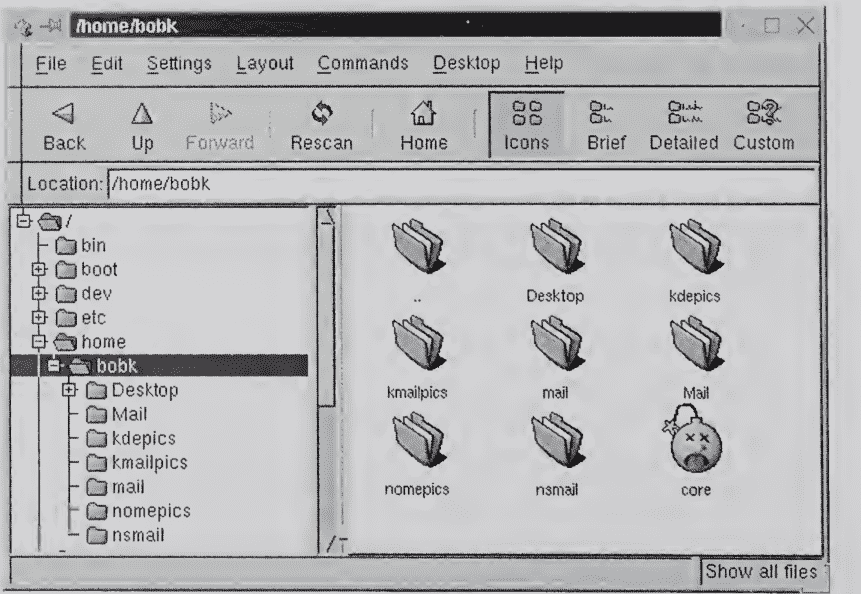 /home/bobk
File Edit Settings Layout Commands Desktop Help
Back Up Forward Rescan Home Icons Brief Detailed Custom
Location: /home/bobk
/
bin
boot
dev
etc
home
bobk
Desktop
Mail
kdepics
kmailpics
mail
nomepics
nsmail
.. Desktop kdepics
kmailpics mail Mail
nomepics nsmail core
Show all files